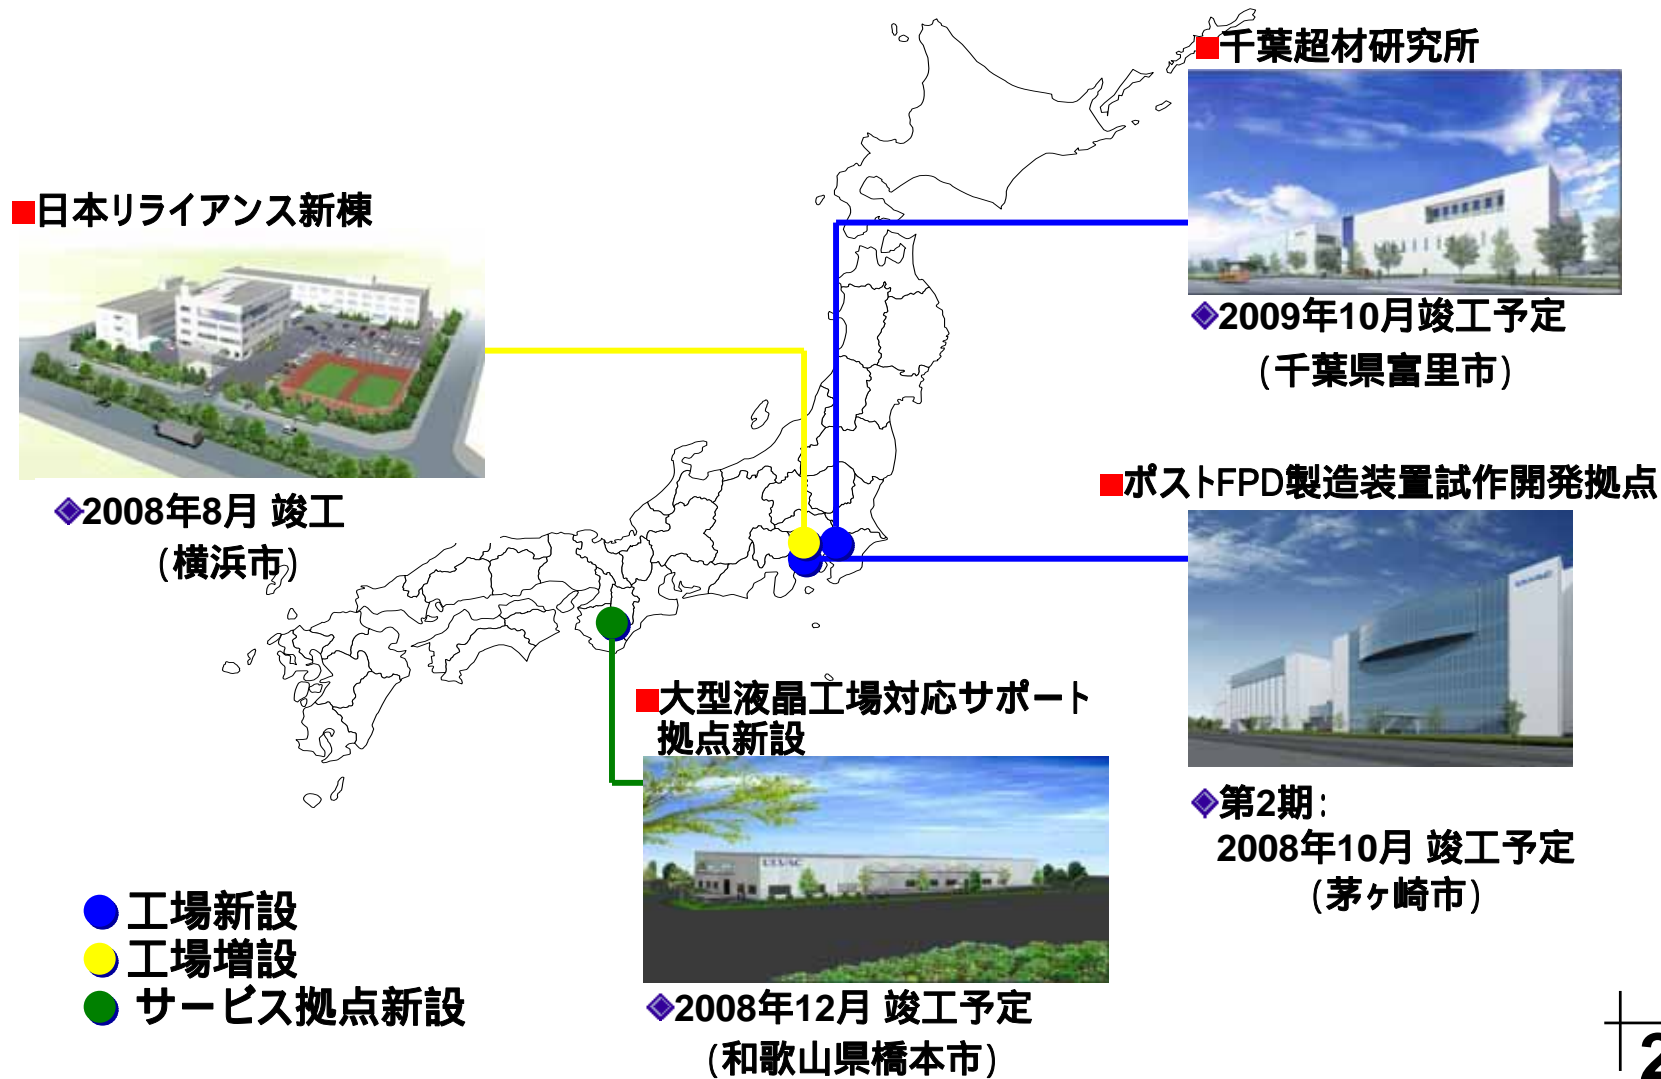 ■千葉超材研究所
◆2009年10月竣工予定
(千葉県富里市)
■日本リライアンス新棟
◆2008年8月 竣工
(横浜市)
■ポストFPD製造装置試作開発拠点
ULVAC
◆第2期:
2008年10月 竣工予定
(茅ヶ崎市)
■大型液晶工場対応サポート
拠点新設
ULVAC
◆2008年12月 竣工予定
(和歌山県橋本市)
●工場新設
●工場増設
●サービス拠点新設
2